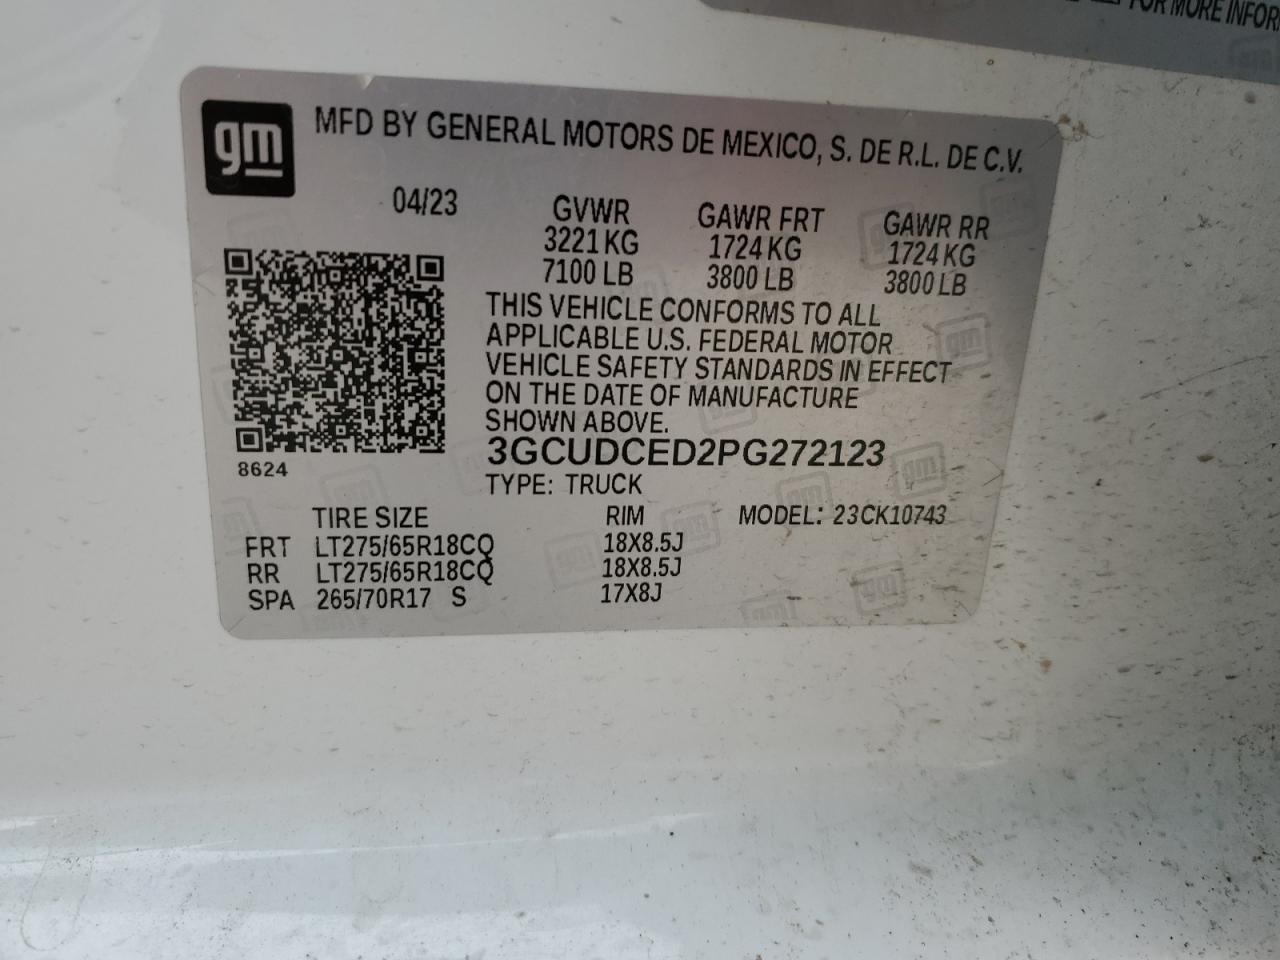 FOR MORE INFOR
gm
MFD BY GENERAL MOTORS DE MEXICO, S. DE R.L. DE C.V.
04/23 GVWR GAWR FRT GAWR RR
3221 KG 1724 KG 1724 KG
7100 LB 3800 LB 3800 LB
THIS VEHICLE CONFORMS TO ALL
APPLICABLE U.S. FEDERAL MOTOR
VEHICLE SAFETY STANDARDS IN EFFECT
ON THE DATE OF MANUFACTURE
SHOWN ABOVE.
3GCUDCED2PG272123
8624
TYPE: TRUCK
TIRE SIZE RIM MODEL: 23CK10743
FRT LT275/65R18CQ 18X8.5J
RR LT275/65R18CQ 18X8.5J
SPA 265/70R17 S 17X8J